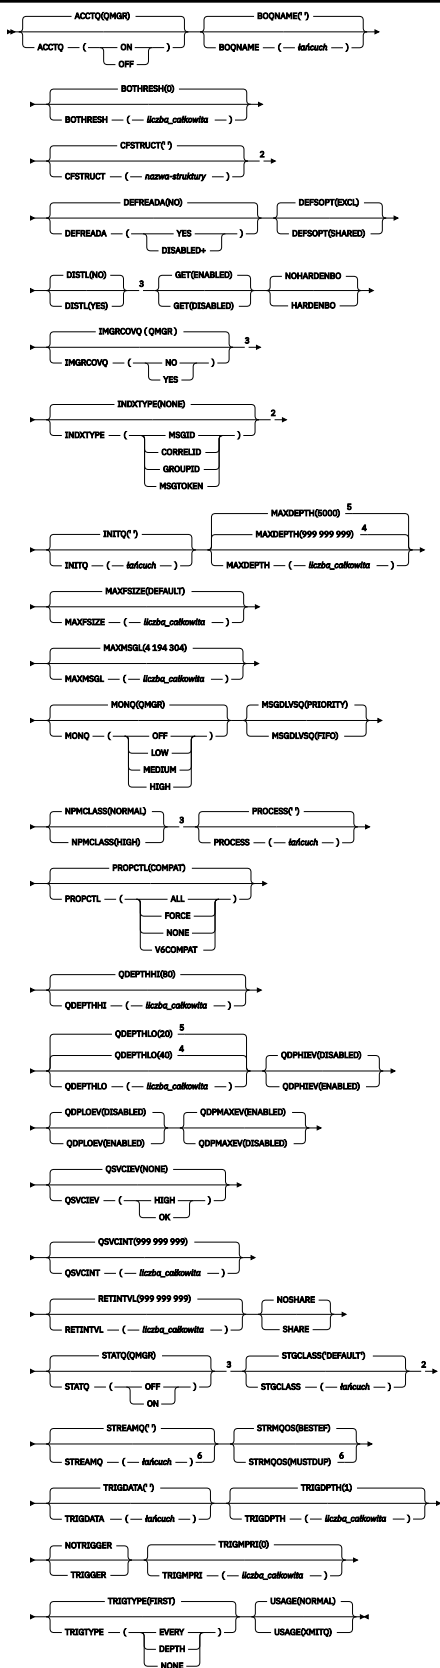 ACCTQ(QMGR) BOQNAME(' ')
ACCTQ ( ON ) BOQNAME ( łańcuch )
OFF
BOTHRESH(0)
BOTHRESH ( liczba_całkowita )
CFSTRUCT(' ') 2
CFSTRUCT ( nazwa-struktury )
DEFREADA(NO) DEFSOPT(EXCL)
DEFREADA ( YES ) DEFSOPT(SHARED)
DISABLED+
DISTL(NO) 3 GET(ENABLED) NOHARDENBO
DISTL(YES) GET(DISABLED) HARDENBO
IMGRCOVQ ( QMGR ) 3
IMGRCOVQ ( NO )
YES
INDXTYPE(NONE) 2
INDXTYPE ( MSGID )
CORRELID
GROUPID
MSGTOKEN
MAXDEPTH(5000) 5
INITQ(' ') MAXDEPTH(999 999 999) 4
INITQ ( łańcuch ) MAXDEPTH ( liczba_całkowita )
MAXFSIZE(DEFAULT)
MAXFSIZE ( liczba_całkowita )
MAXMSGL(4 194 304)
MAXMSGL ( liczba_całkowita )
MONQ(QMGR) MSGDLVSQ(PRIORITY)
MONQ ( OFF ) MSGDLVSQ(FIFO)
LOW
MEDIUM
HIGH
NPMCLASS(NORMAL) 3 PROCESS(' ')
NPMCLASS(HIGH) PROCESS ( łańcuch )
PROPCTL(COMPAT)
PROPCTL ( ALL )
FORCE
NONE
V6COMPAT
QDEPTHHI(80)
QDEPTHHI ( liczba_całkowita )
QDEPTHLO(20) 5
QDEPTHLO(40) 4 QDPHIEV(DISABLED)
QDEPTHLO ( liczba_całkowita ) QDPHIEV(ENABLED)
QDPLOEV(DISABLED) QDPMAXEV(ENABLED)
QDPLOEV(ENABLED) QDPMAXEV(DISABLED)
QSVCIEV(NONE)
QSVCIEV ( HIGH )
OK
QSVCINT(999 999 999)
QSVCINT ( liczba_całkowita )
RETINTVL(999 999 999) NOSHARE
RETINTVL ( liczba_całkowita ) SHARE
STATQ(QMGR) 3 STGCLASS('DEFAULT') 2
STATQ ( OFF ) STGCLASS ( łańcuch )
ON
STREAMQ(' ') STRMQOS(BESTEF)
STREAMQ ( łańcuch ) 6 STRMQOS(MUSTDUP) 6
TRIGDATA(' ') TRIGDPTH(1)
TRIGDATA ( łańcuch ) TRIGDPTH ( liczba_całkowita )
NOTRIGGER TRIGMPRI(0)
TRIGGER TRIGMPRI ( liczba_całkowita )
TRIGTYPE(FIRST) USAGE(NORMAL)
TRIGTYPE ( EVERY ) USAGE(XMITQ)
DEPTH
NONE